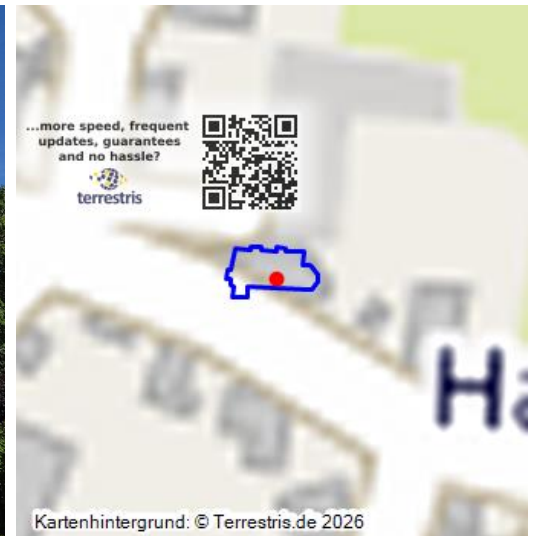 ...more speed, frequent
updates, guarantees
and no hassle?
terrestris
Ha
Kartenhintergrund: © Terrestris.de 2026